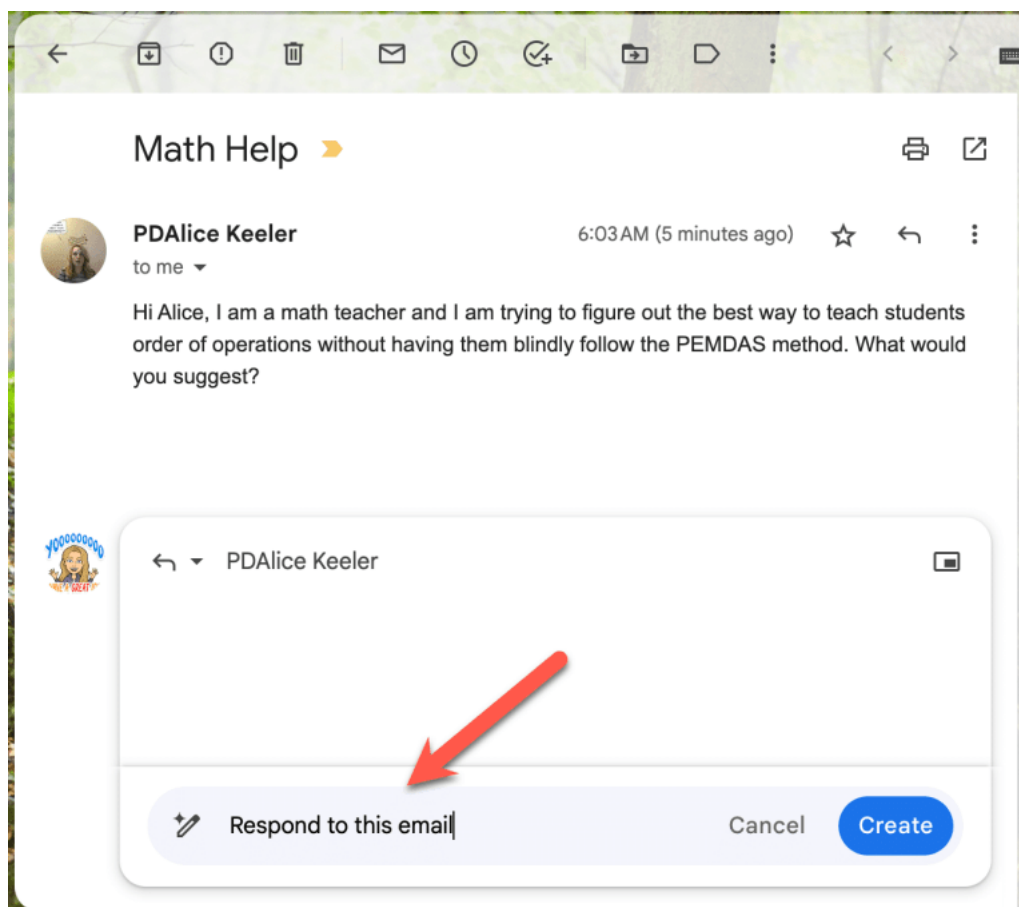 Math Help
PDAlice Keeler
6:03 AM (5 minutes ago)
to me
Hi Alice, I am a math teacher and I am trying to figure out the best way to teach students
order of operations without having them blindly follow the PEMDAS method. What would
you suggest?
PDAlice Keeler
Respond to this email
Cancel
Create